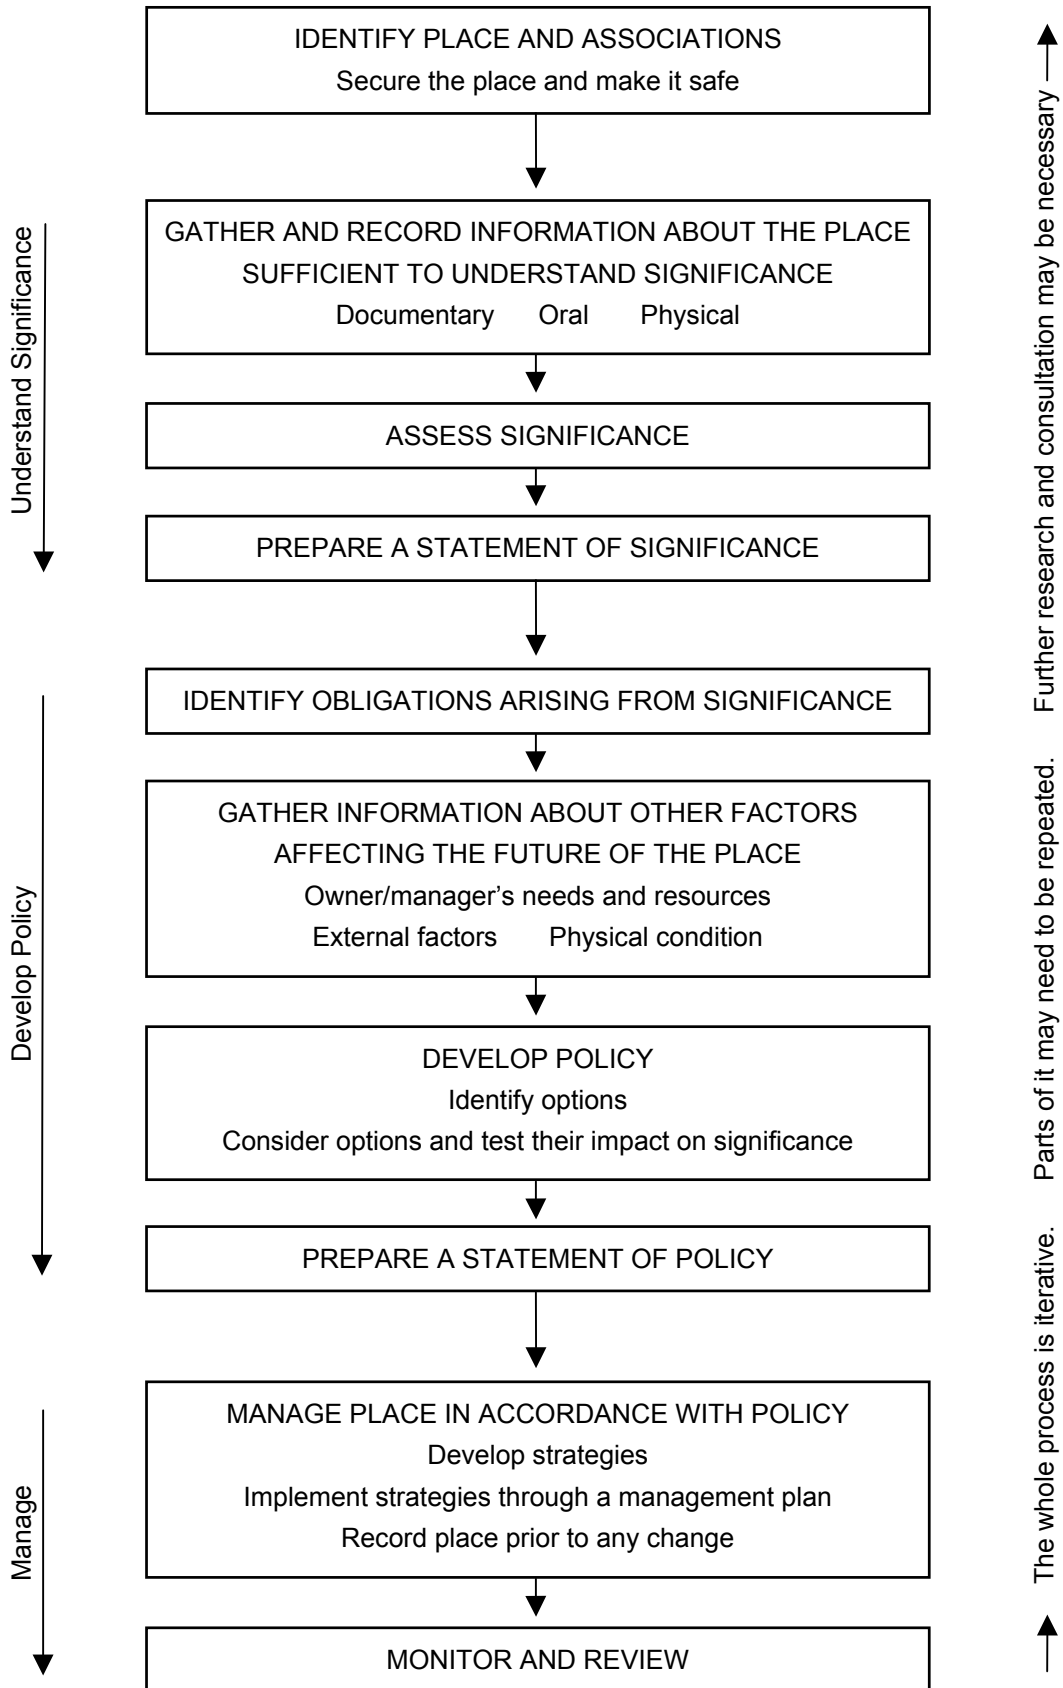 IDENTIFY PLACE AND ASSOCIATIONS
Secure the place and make it safe
GATHER AND RECORD INFORMATION ABOUT THE PLACE
SUFFICIENT TO UNDERSTAND SIGNIFICANCE
Documentary Oral Physical
ASSESS SIGNIFICANCE
PREPARE A STATEMENT OF SIGNIFICANCE
Understand Significance
IDENTIFY OBLIGATIONS ARISING FROM SIGNIFICANCE
GATHER INFORMATION ABOUT OTHER FACTORS
AFFECTING THE FUTURE OF THE PLACE
Owner/manager’s needs and resources
External factors Physical condition
DEVELOP POLICY
Identify options
Consider options and test their impact on significance
PREPARE A STATEMENT OF POLICY
Develop Policy
MANAGE PLACE IN ACCORDANCE WITH POLICY
Develop strategies
Implement strategies through a management plan
Record place prior to any change
MONITOR AND REVIEW
Manage
The whole process is iterative. Parts of it may need to be repeated. Further research and consultation may be necessary